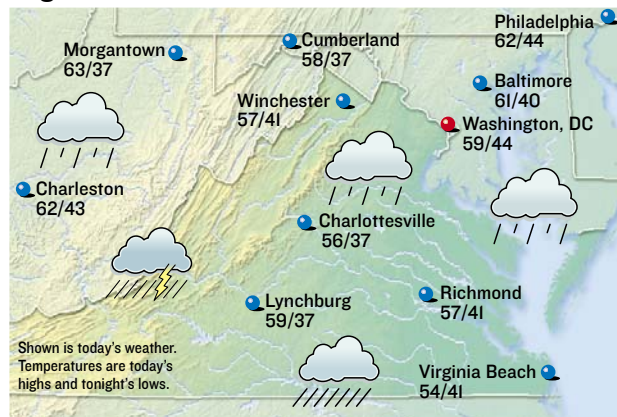 Philadelphia
62/44
Morgantown
63/37
Cumberland
58/37
Baltimore
61/40
Winchester
57/41
Washington, DC
59/44
Charleston
62/43
Charlottesville
56/37
Lynchburg
59/37
Richmond
57/41
Shown is today's weather.
Temperatures are today's
highs and tonight's lows.
Virginia Beach
54/41